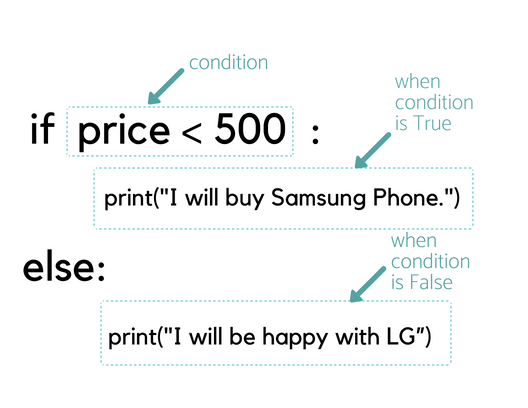 condition
when
condition
is True
if price < 500 :
print("I will buy Samsung Phone.")
when
condition
is False
else:
print("I will be happy with LG”)